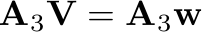 A₃V = A₃w